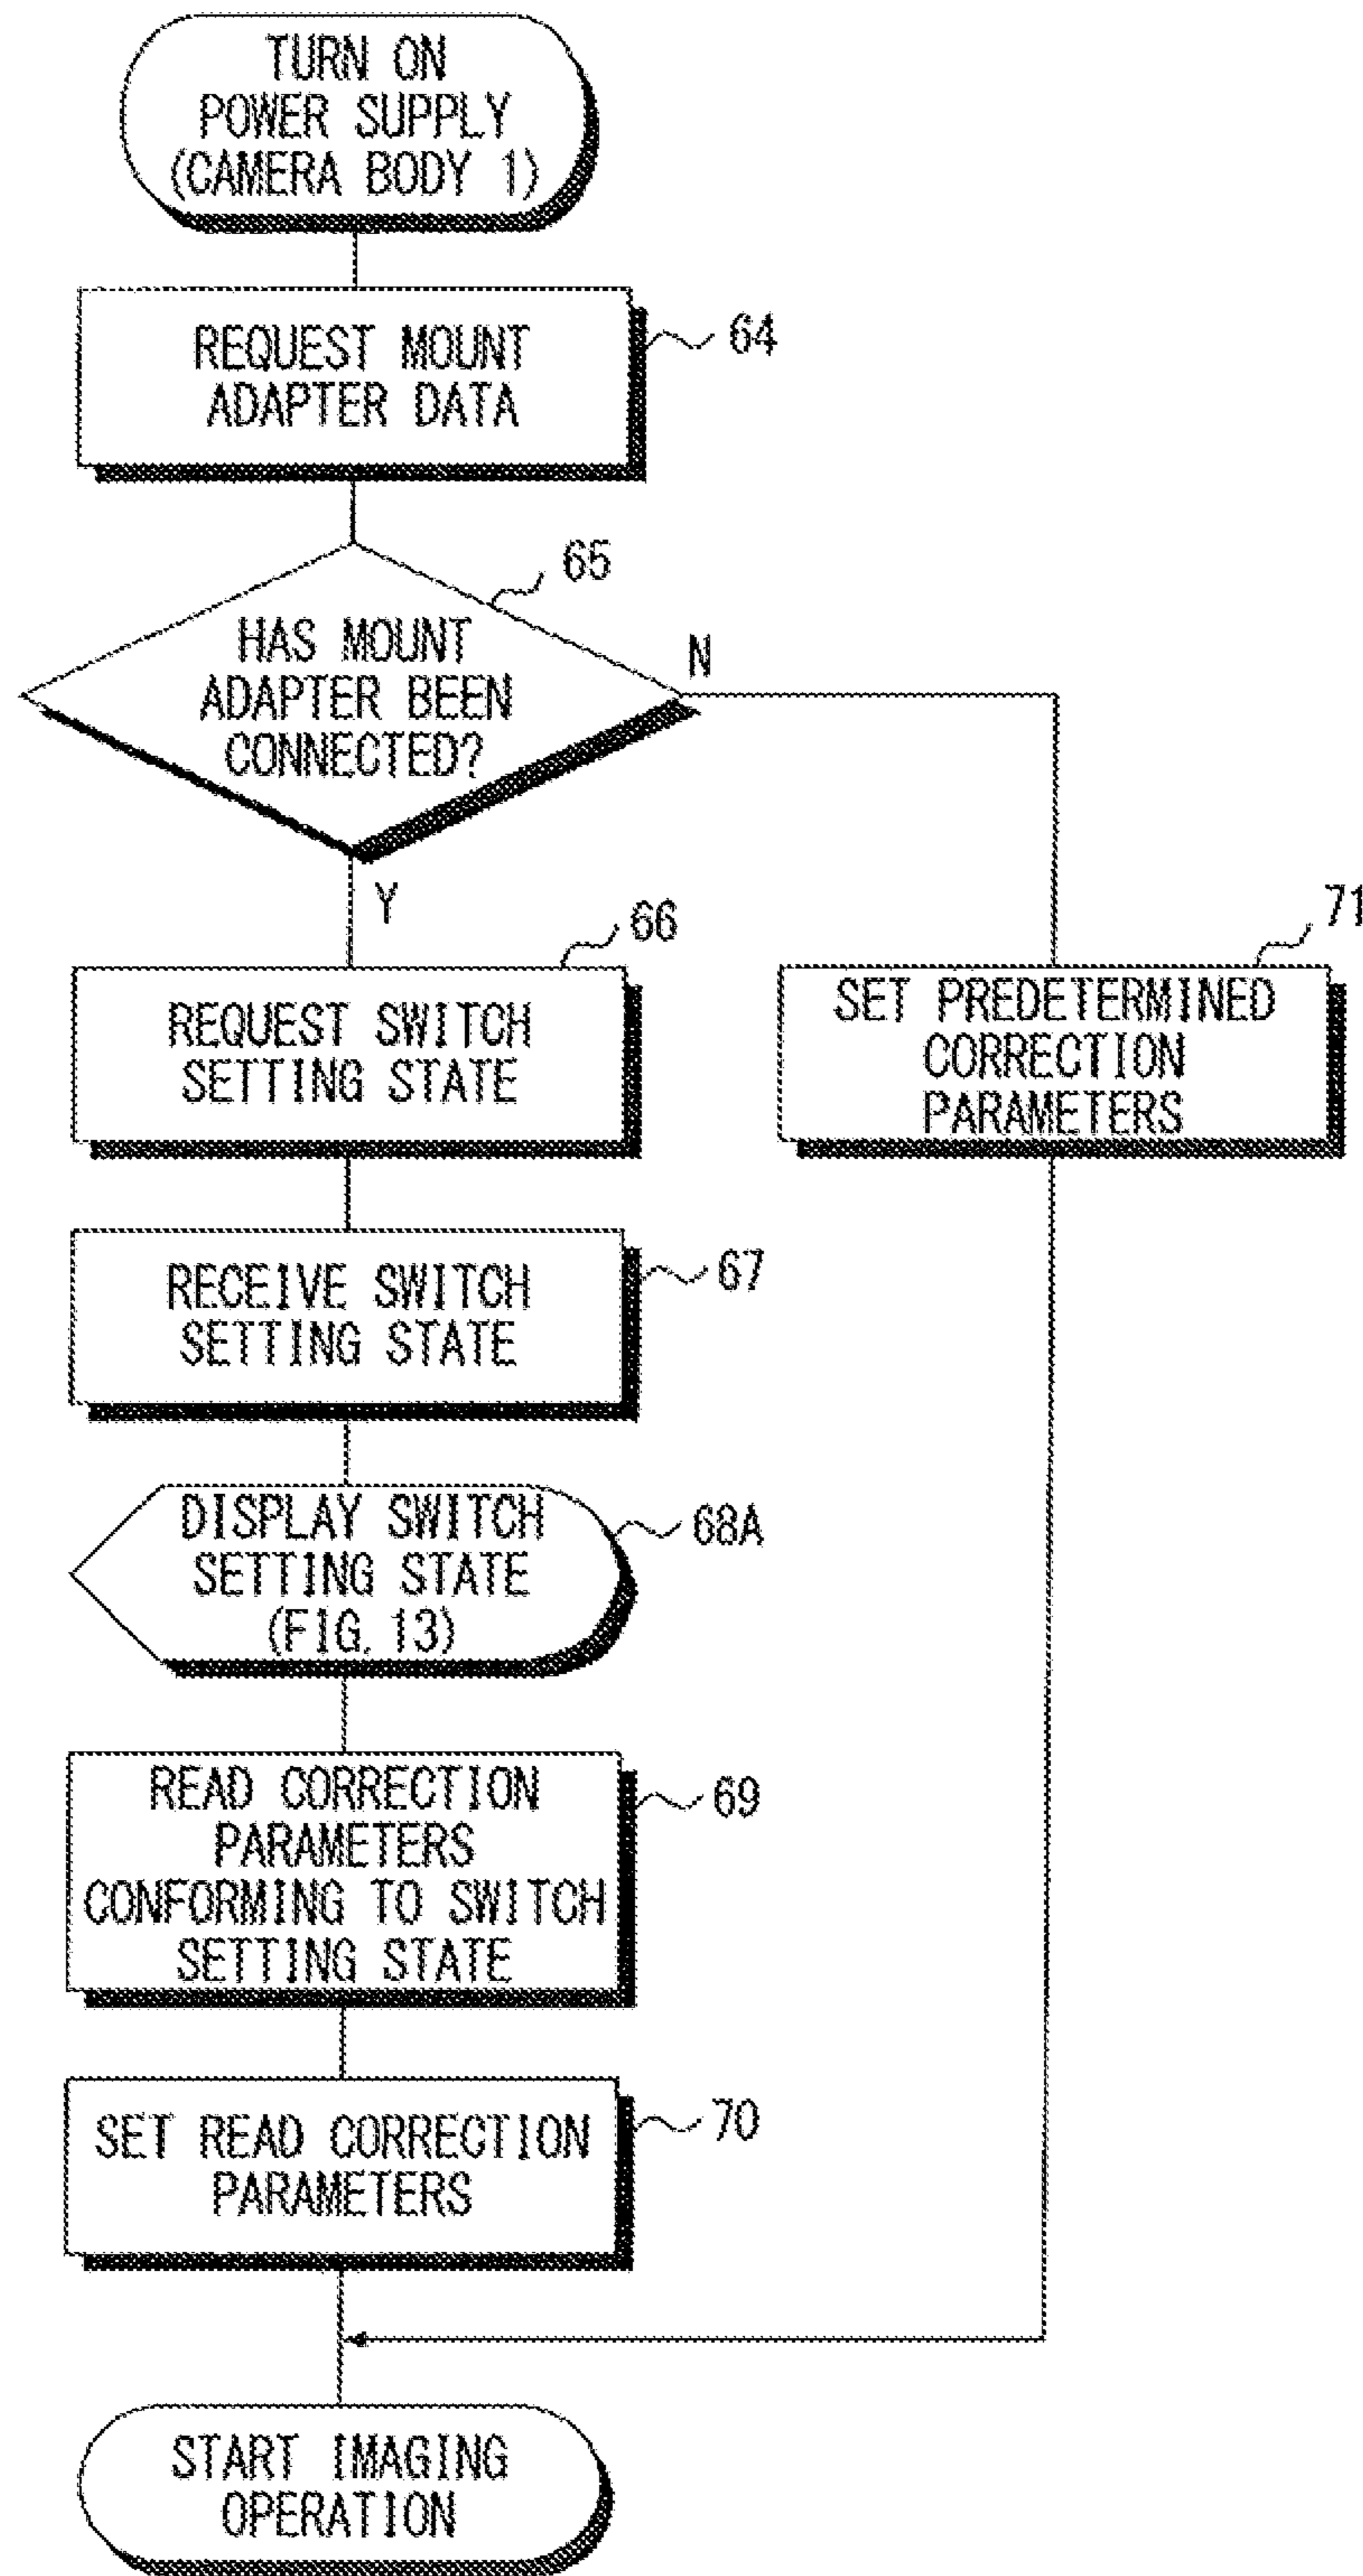 TURN ON
POWER SUPPLY
(CAMERA BODY 1)
REQUEST MOUNT
ADAPTER DATA
64
65
HAS MOUNT
ADAPTER BEEN
CONNECTED?
N
Y
66
REQUEST SWITCH
SETTING STATE
71
SET PREDETERMINED
CORRECTION
PARAMETERS
RECEIVE SWITCH
SETTING STATE
67
DISPLAY SWITCH
SETTING STATE
(FIG. 13)
68A
READ CORRECTION
PARAMETERS
CONFORMING TO SWITCH
SETTING STATE
69
SET READ CORRECTION
PARAMETERS
70
START IMAGING
OPERATION